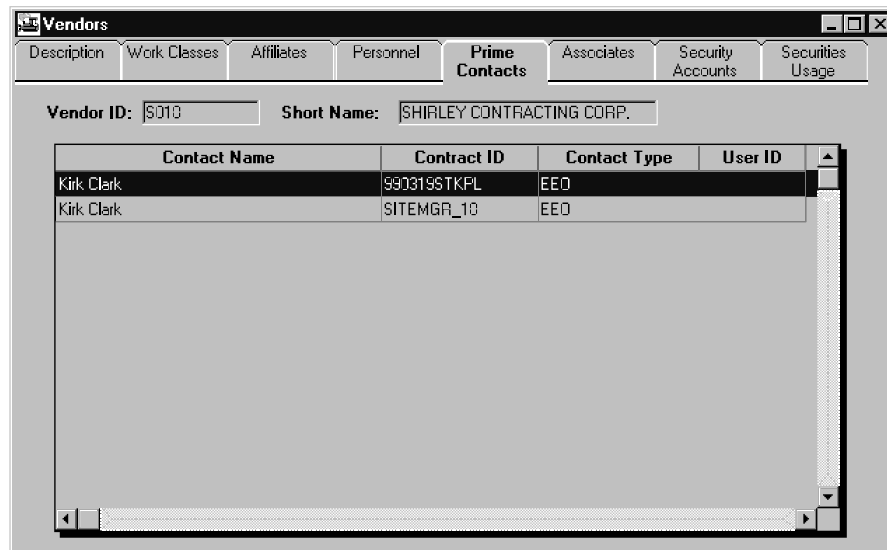 Vendors
Description Work Classes Affiliates Personnel Prime Contacts Associates Security Accounts Securities Usage
Vendor ID: S010 Short Name: SHIRLEY CONTRACTING CORP.
Contact Name Contract ID Contact Type User ID
Kirk Clark 990319STKPL EEO
Kirk Clark SITEMGR_10 EEO